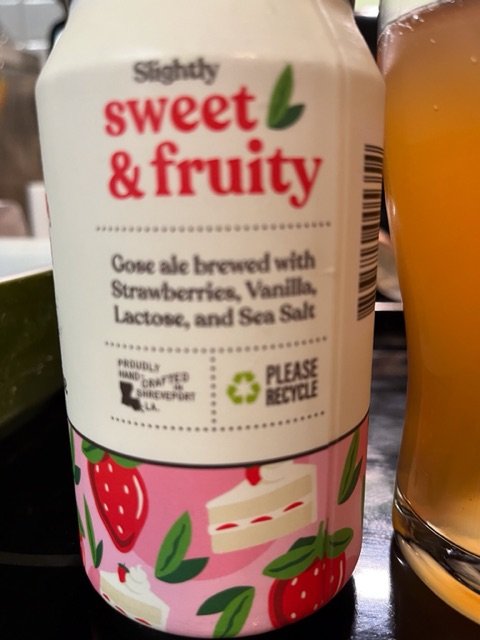 Slightly
sweet
& fruity
Gose ale brewed with
Strawberries, Vanilla,
Lactose, and Sea Salt
PROUDLY
HAND-CRAFTED
IN
SHREVEPORT
LA.
PLEASE
RECYCLE